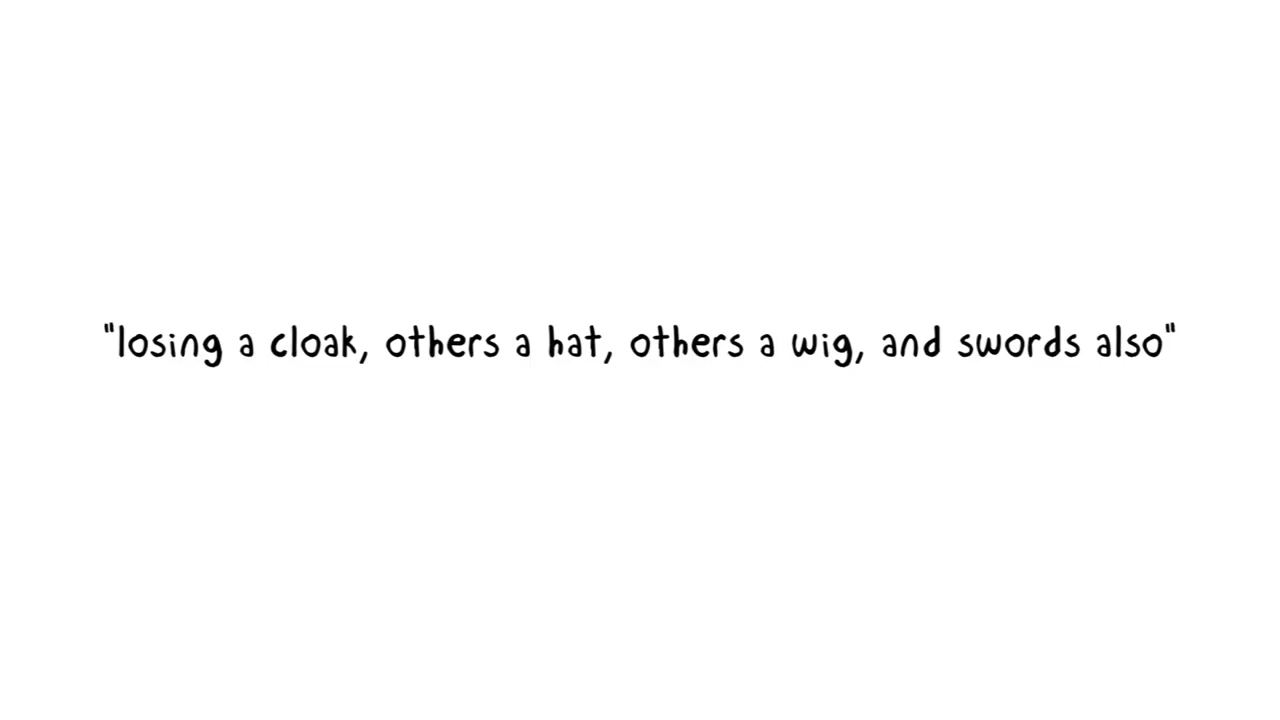 "losing a cloak, others a hat, others a wig, and swords also"